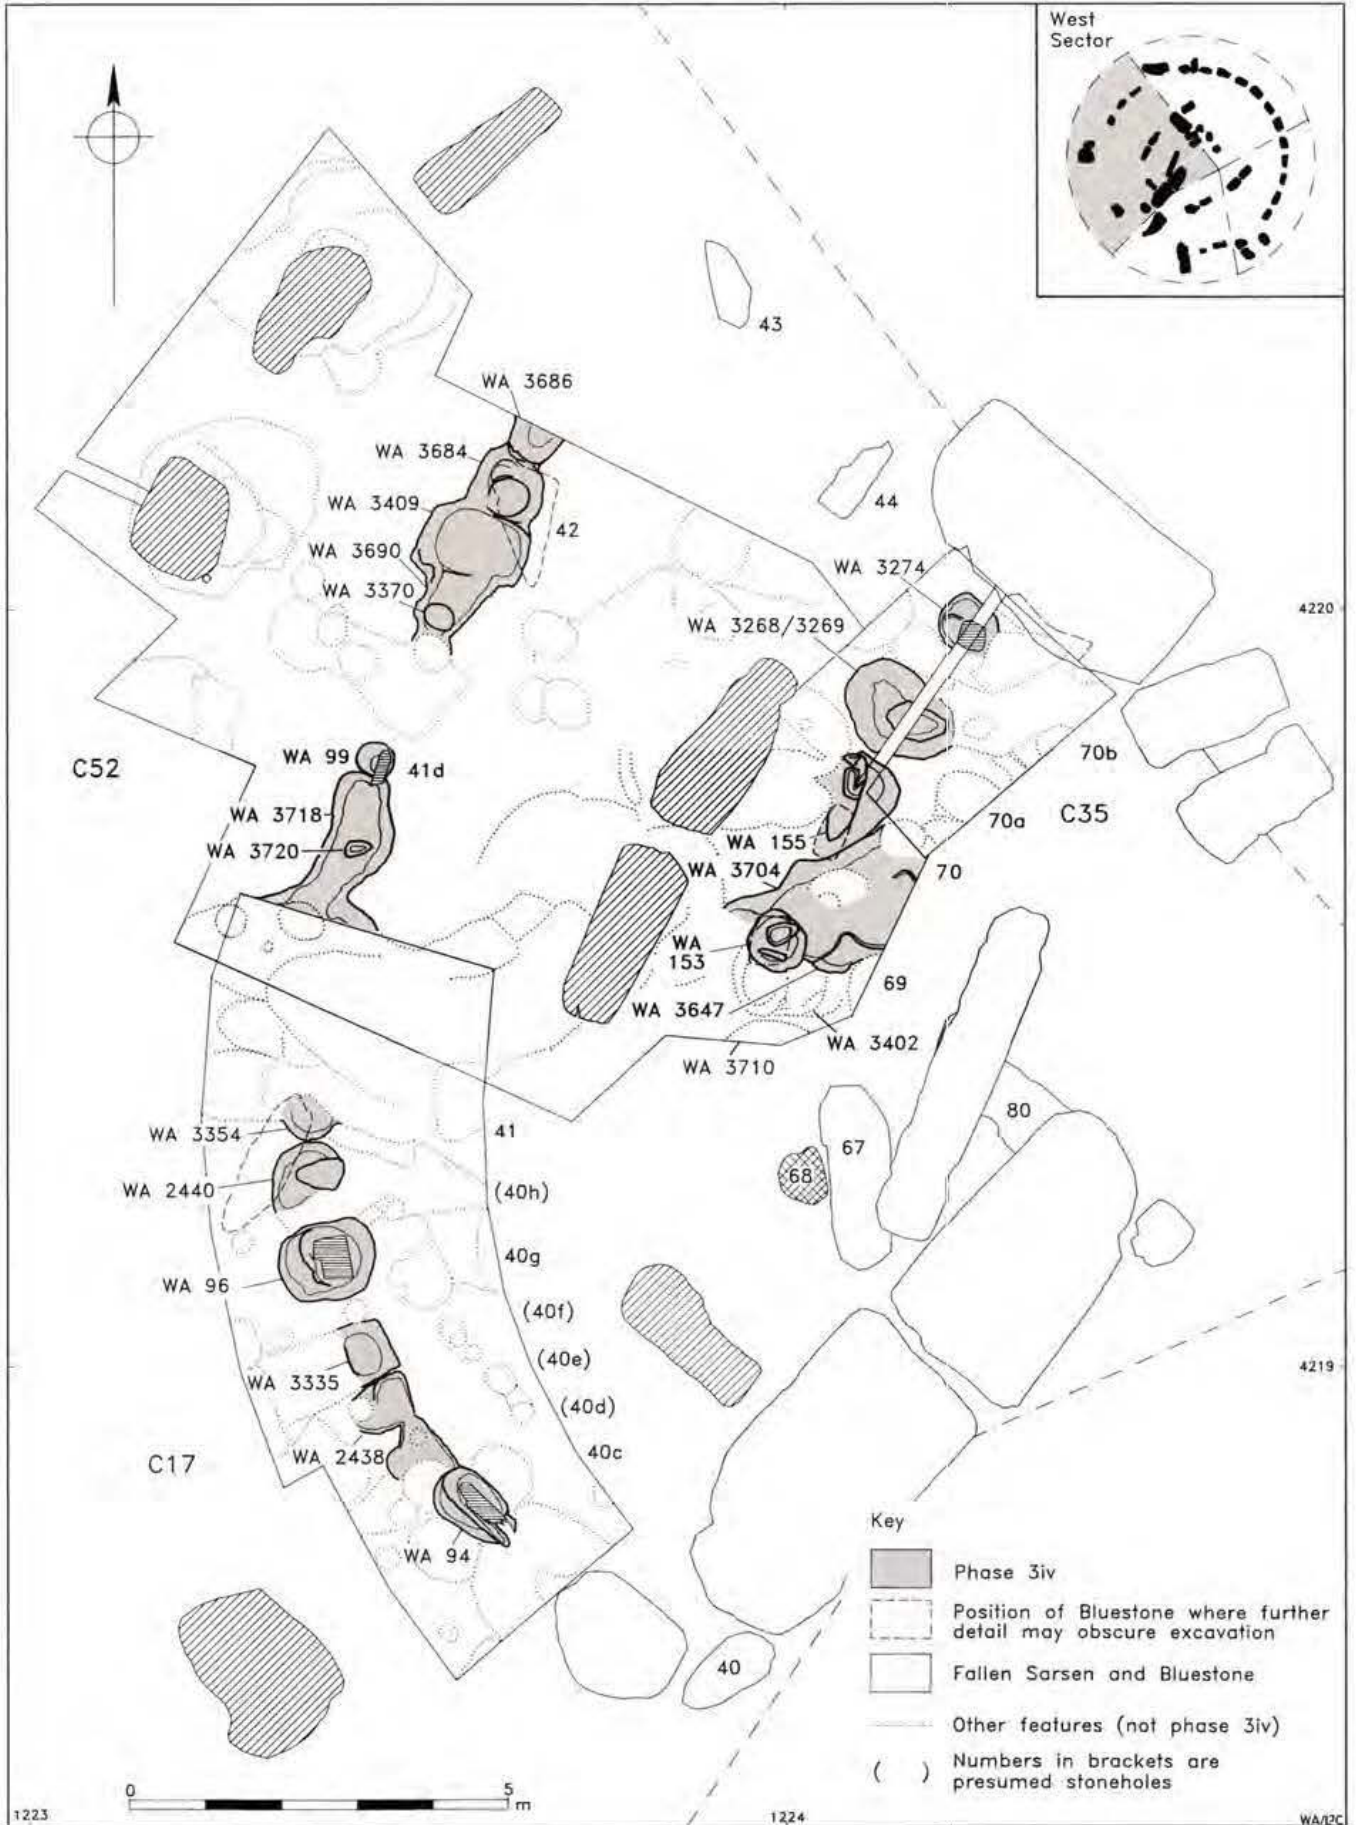 West
Sector
43
WA 3686
WA 3684
44
WA 3409
42
WA 3690
WA 3274
WA 3370
4220
WA 3268/3269
C52
WA 99
41d
70b
WA 3718
70a
C35
WA 3720
WA 155
WA 3704
70
WA
153
69
WA 3647
WA 3402
WA 3710
80
WA 3354
41
67
68
WA 2440
(40h)
40g
WA 96
(40f)
(40e)
4219
WA 3335
(40d)
40c
WA 2438
C17
Key
WA 94
Phase 3iv
Position of Bluestone where further
detail may obscure excavation
40
Fallen Sarsen and Bluestone
Other features (not phase 3iv)
( ) Numbers in brackets are
presumed stoneholes
0 5
m
1223
1224